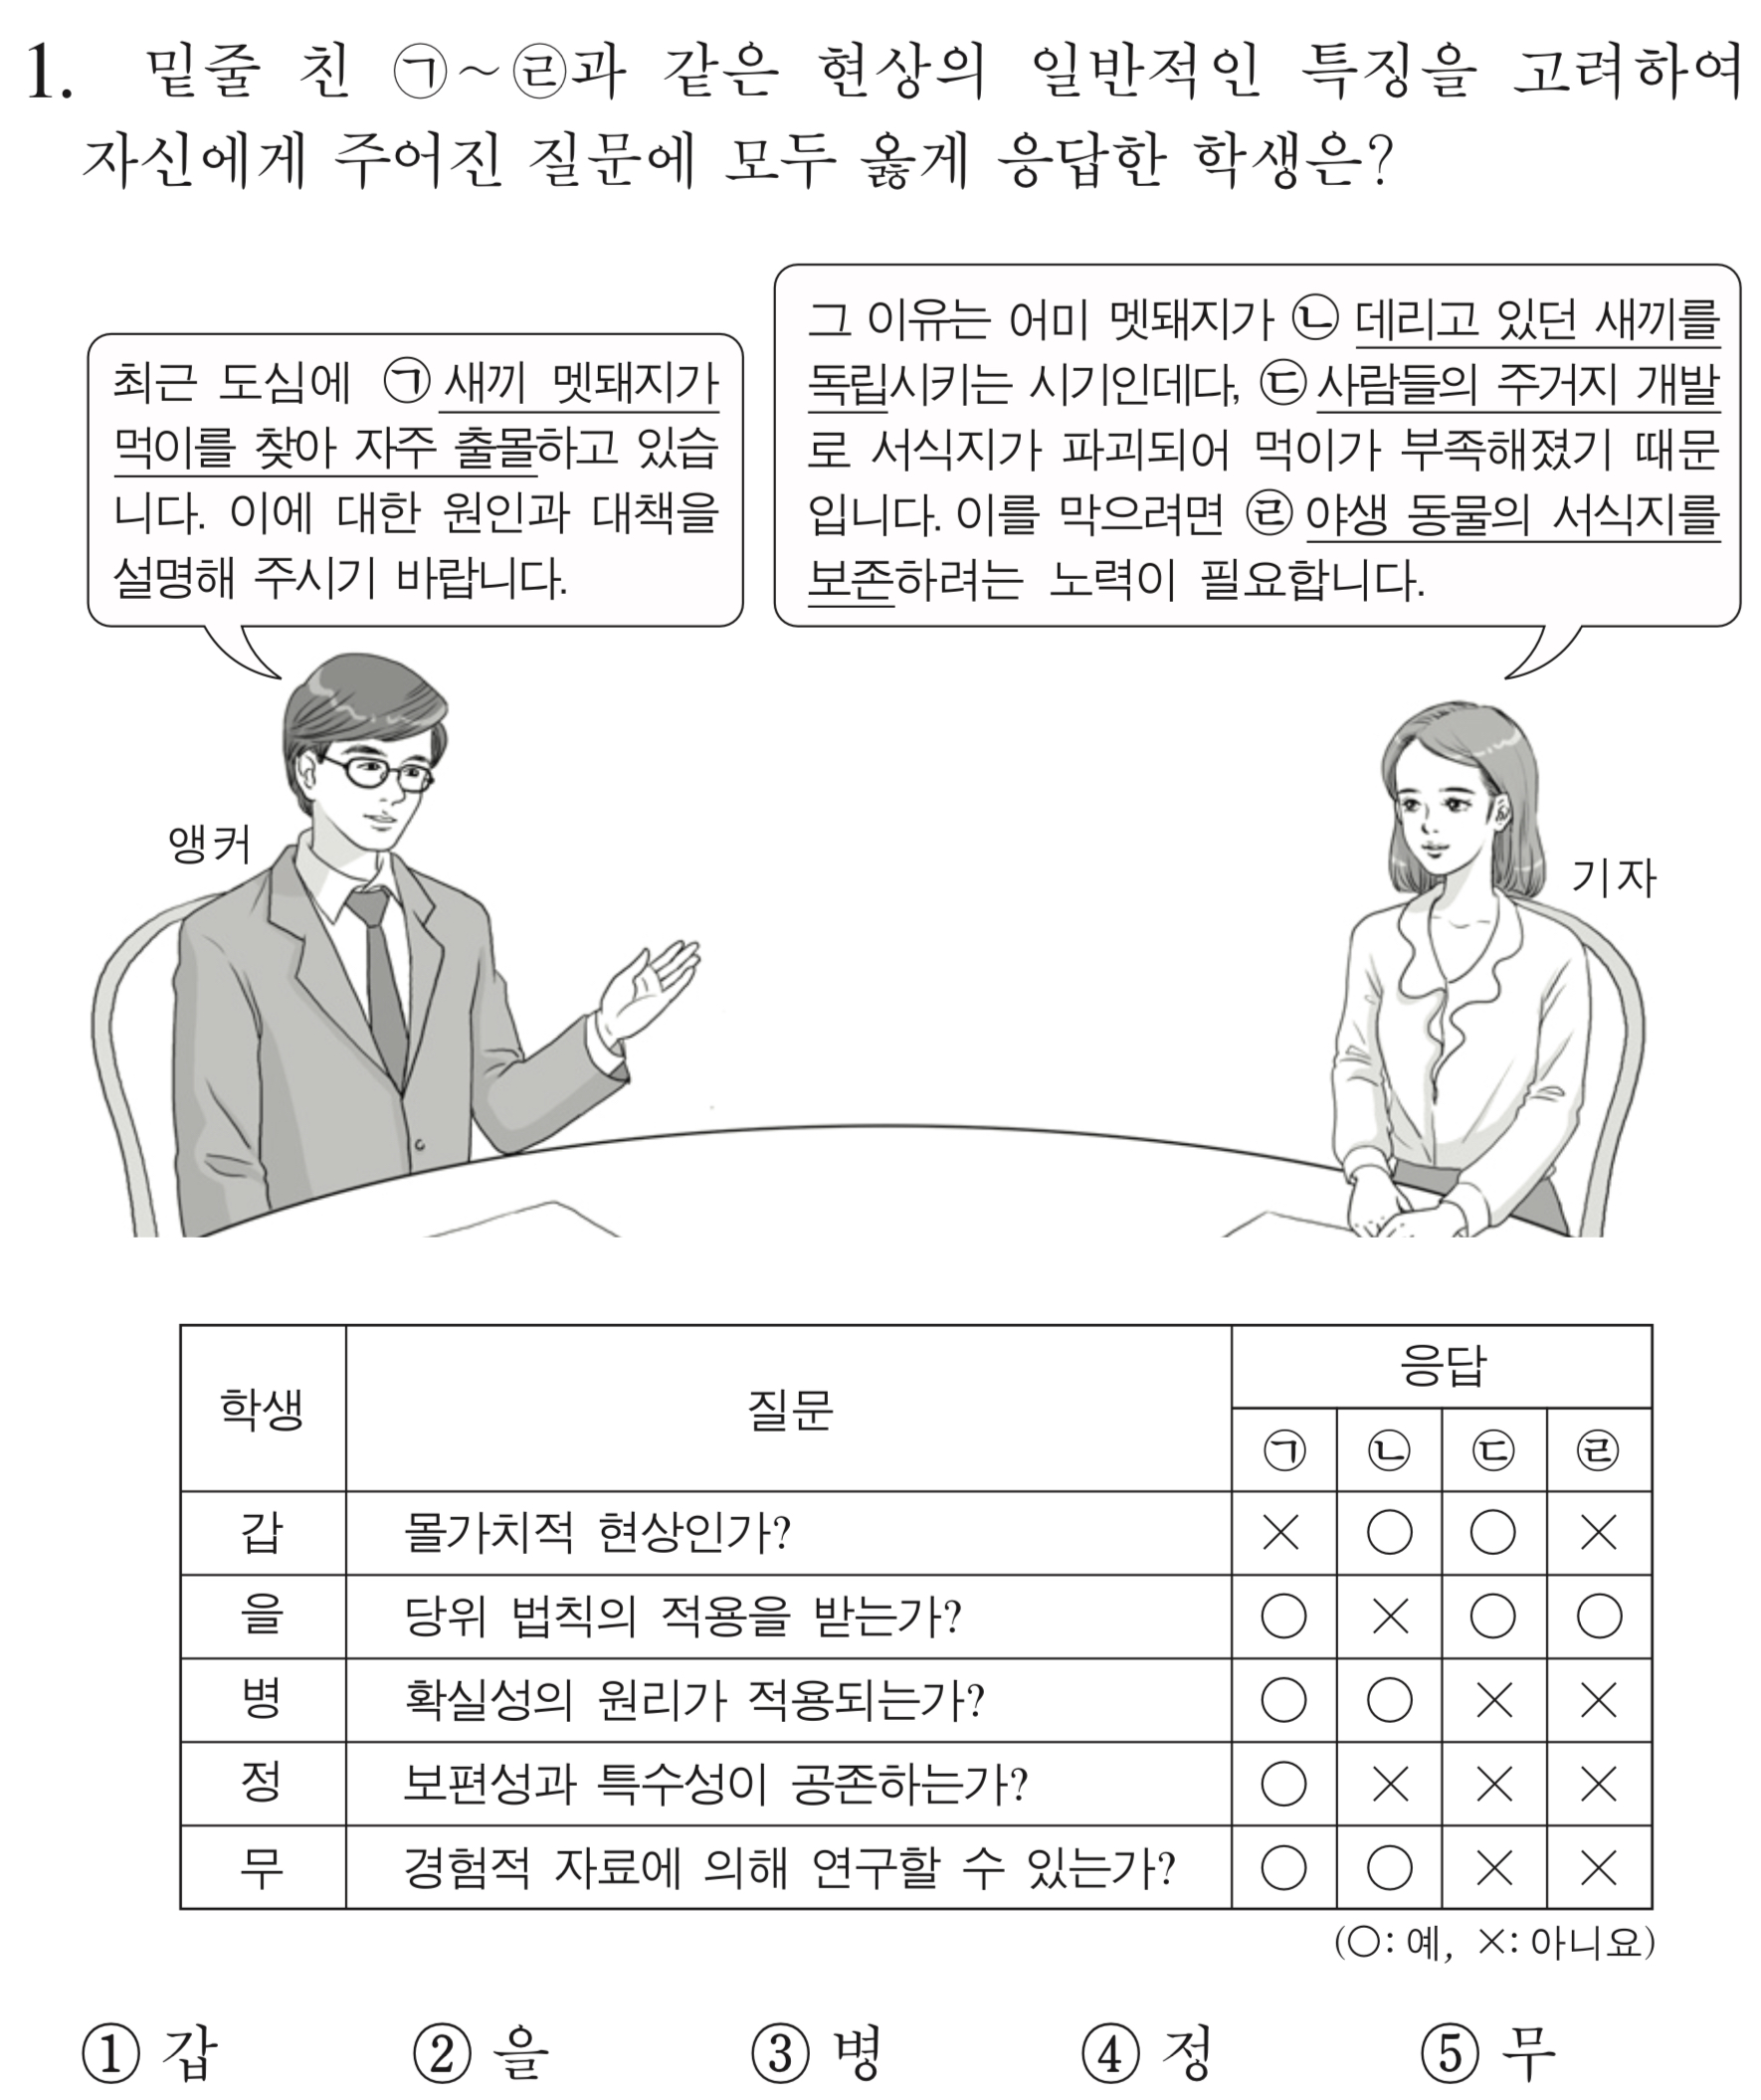 1. 밑줄 친 ㉠~㉣과 같은 현상의 일반적인 특징을 고려하여
자신에게 주어진 질문에 모두 옳게 응답한 학생은?
최근 도심에 ㉠새끼 멧돼지가
먹이를 찾아 자주 출몰하고 있습
니다. 이에 대한 원인과 대책을
설명해 주시기 바랍니다.
그 이유는 어미 멧돼지가 ㉡데리고 있던 새끼를
독립시키는 시기인데다, ㉢사람들의 주거지 개발
로 서식지가 파괴되어 먹이가 부족해졌기 때문
입니다. 이를 막으려면 ㉣야생 동물의 서식지를
보존하려는 노력이 필요합니다.
앵커
기자
학생 질문 응답
㉠ ㉡ ㉢ ㉣
갑 몰가치적 현상인가? × ○ ○ ×
을 당위 법칙의 적용을 받는가? ○ × ○ ○
병 확실성의 원리가 적용되는가? ○ ○ × ×
정 보편성과 특수성이 공존하는가? ○ × × ×
무 경험적 자료에 의해 연구할 수 있는가? ○ ○ × ×
(○: 예, ×: 아니요)
① 갑 ② 을 ③ 병 ④ 정 ⑤ 무